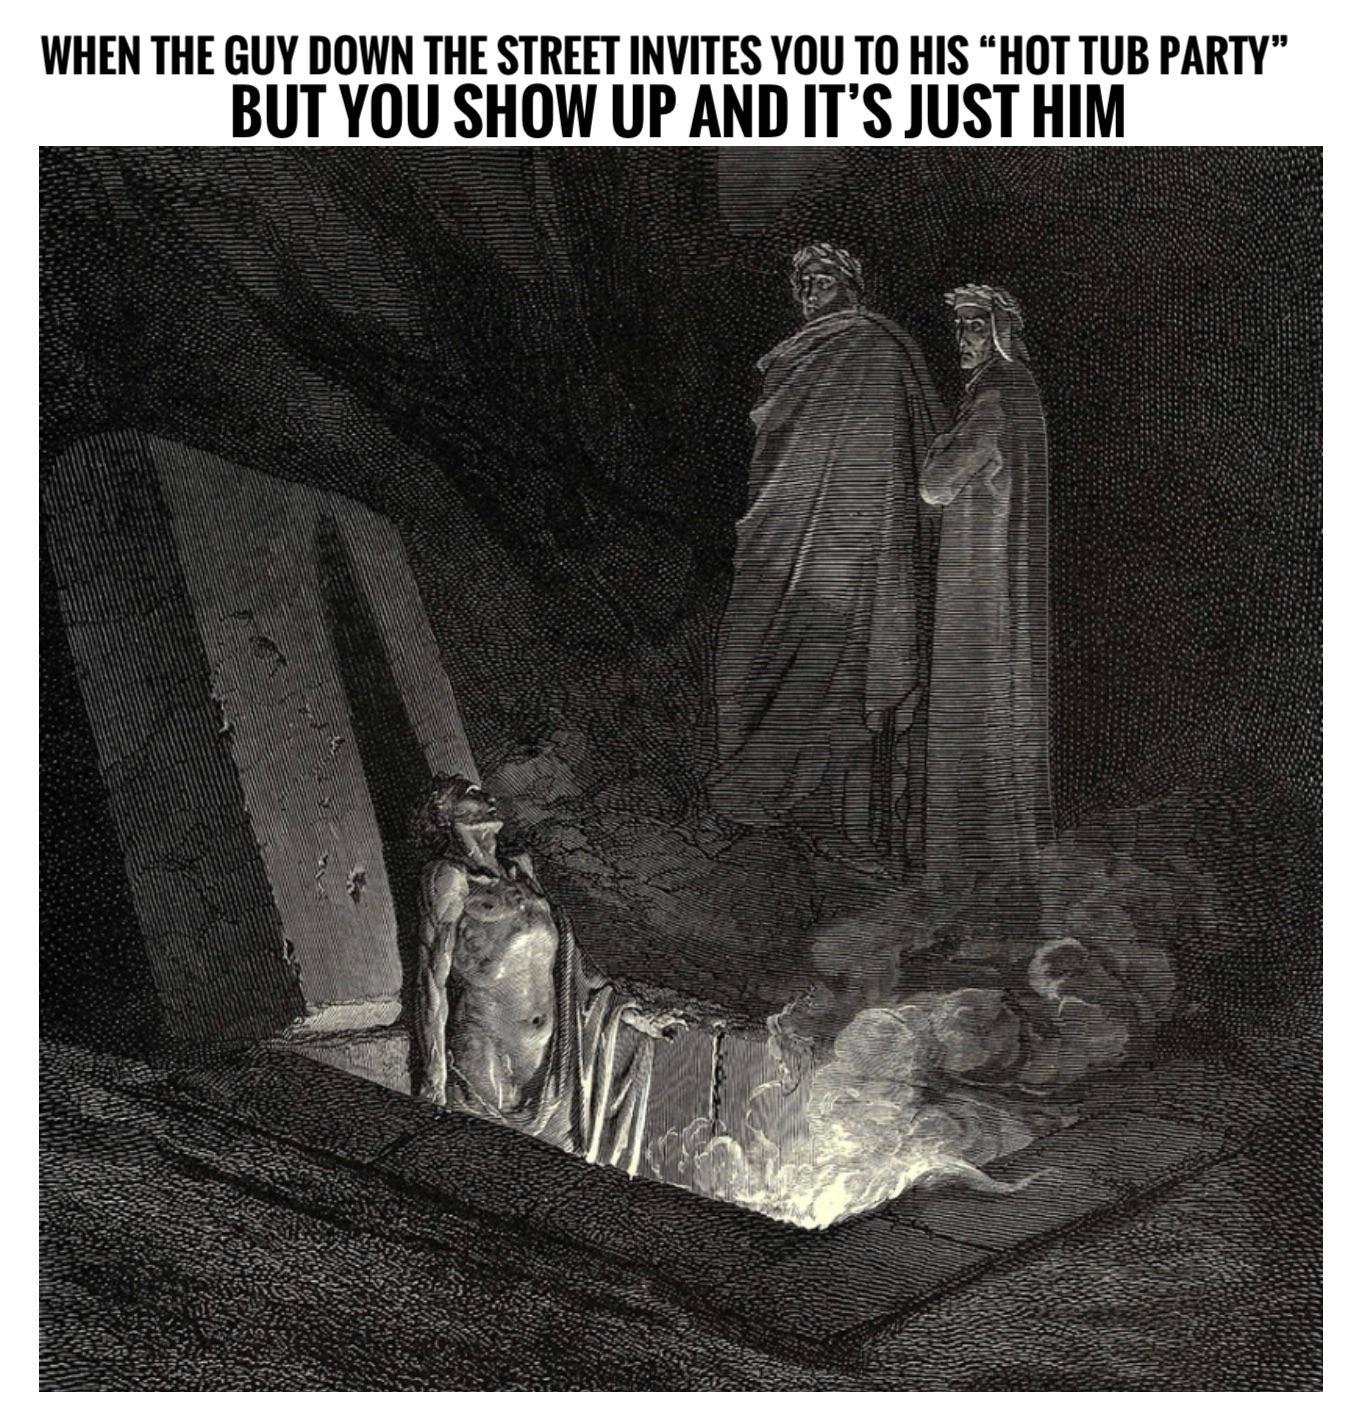 WHEN THE GUY DOWN THE STREET INVITES YOU TO HIS “HOT TUB PARTY”
BUT YOU SHOW UP AND IT’S JUST HIM